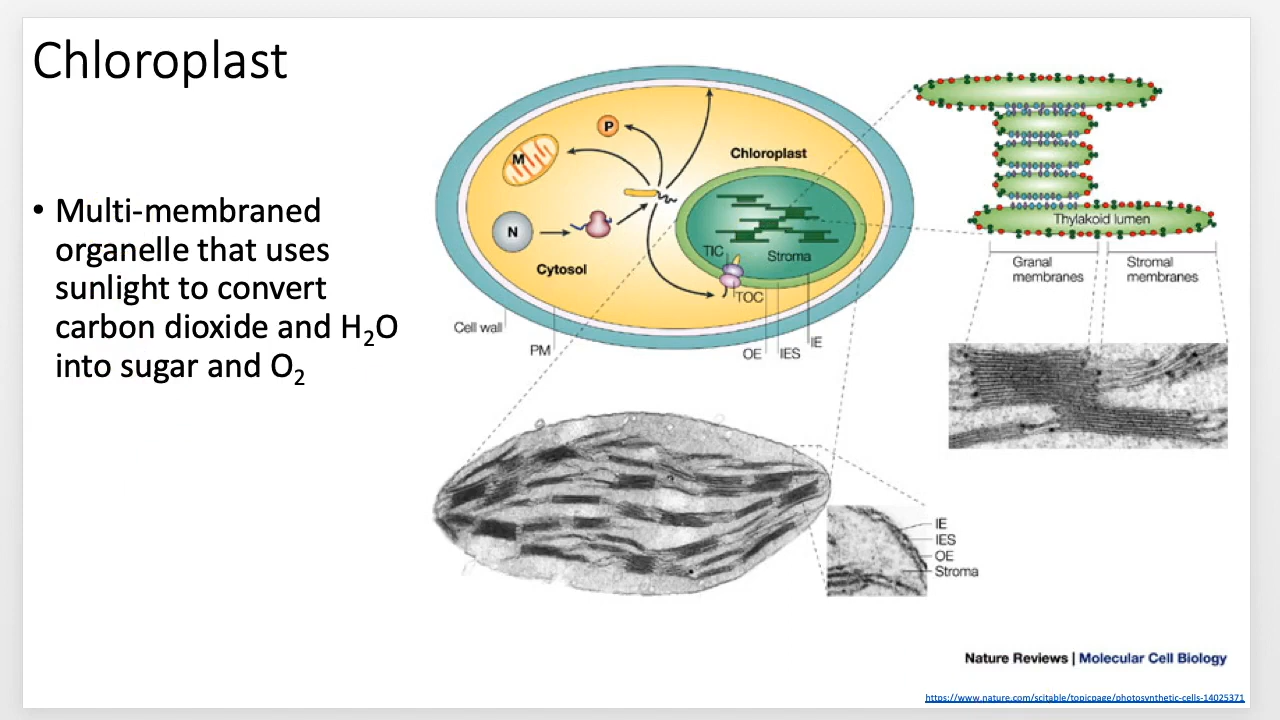 Chloroplast
• Multi-membraned
organelle that uses
sunlight to convert
carbon dioxide and H₂O
into sugar and O₂
P
M
Chloroplast
N
Cytosol
TIC
Stroma
TOC
Cell wall
PM
OE
IES
IE
Thylakoid lumen
Granal
membranes
Stromal
membranes
IE
IES
OE
Stroma
Nature Reviews | Molecular Cell Biology
https://www.nature.com/scitable/topicpage/photosynthetic-cells-14025371